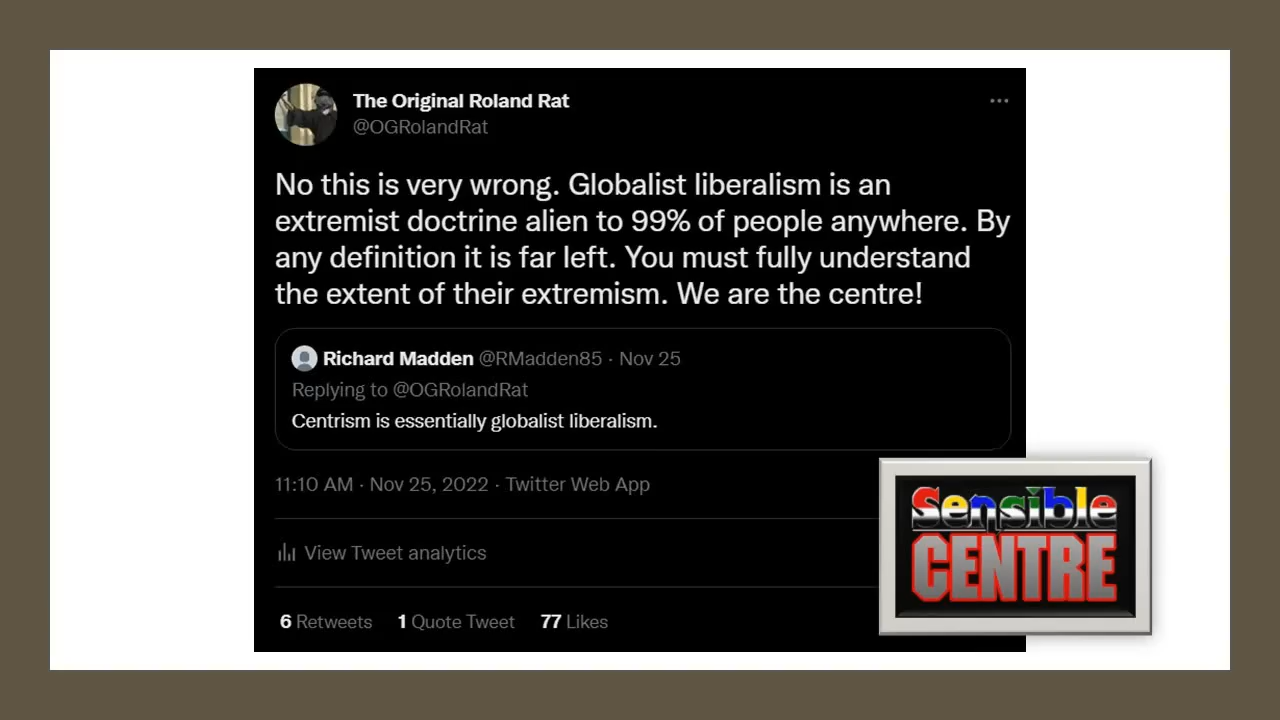 The Original Roland Rat
@OGRolandRat
No this is very wrong. Globalist liberalism is an
extremist doctrine alien to 99% of people anywhere. By
any definition it is far left. You must fully understand
the extent of their extremism. We are the centre!
Richard Madden @RMadden85 · Nov 25
Replying to @OGRolandRat
Centrism is essentially globalist liberalism.
11:10 AM · Nov 25, 2022 · Twitter Web App
View Tweet analytics
6 Retweets 1 Quote Tweet 77 Likes
Sensible
CENTRE